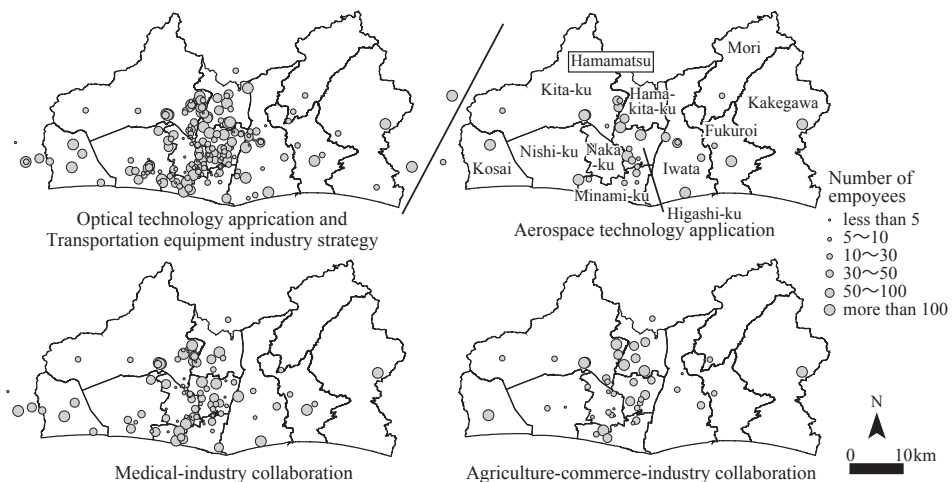 Hamamatsu
Mori
Kita-ku
Hama-
kita-ku
Kakegawa
Fukuroi
Nishi-ku
Naka
-ku
Kosai
Iwata
Minami-ku
Higashi-ku
Optical technology apprication and
Transportation equipment industry strategy
Aerospace technology application
Number of
empoyees
less than 5
5〜10
10〜30
30〜50
50〜100
more than 100
Medical-industry collaboration
Agriculture-commerce-industry collaboration
N
0 10km